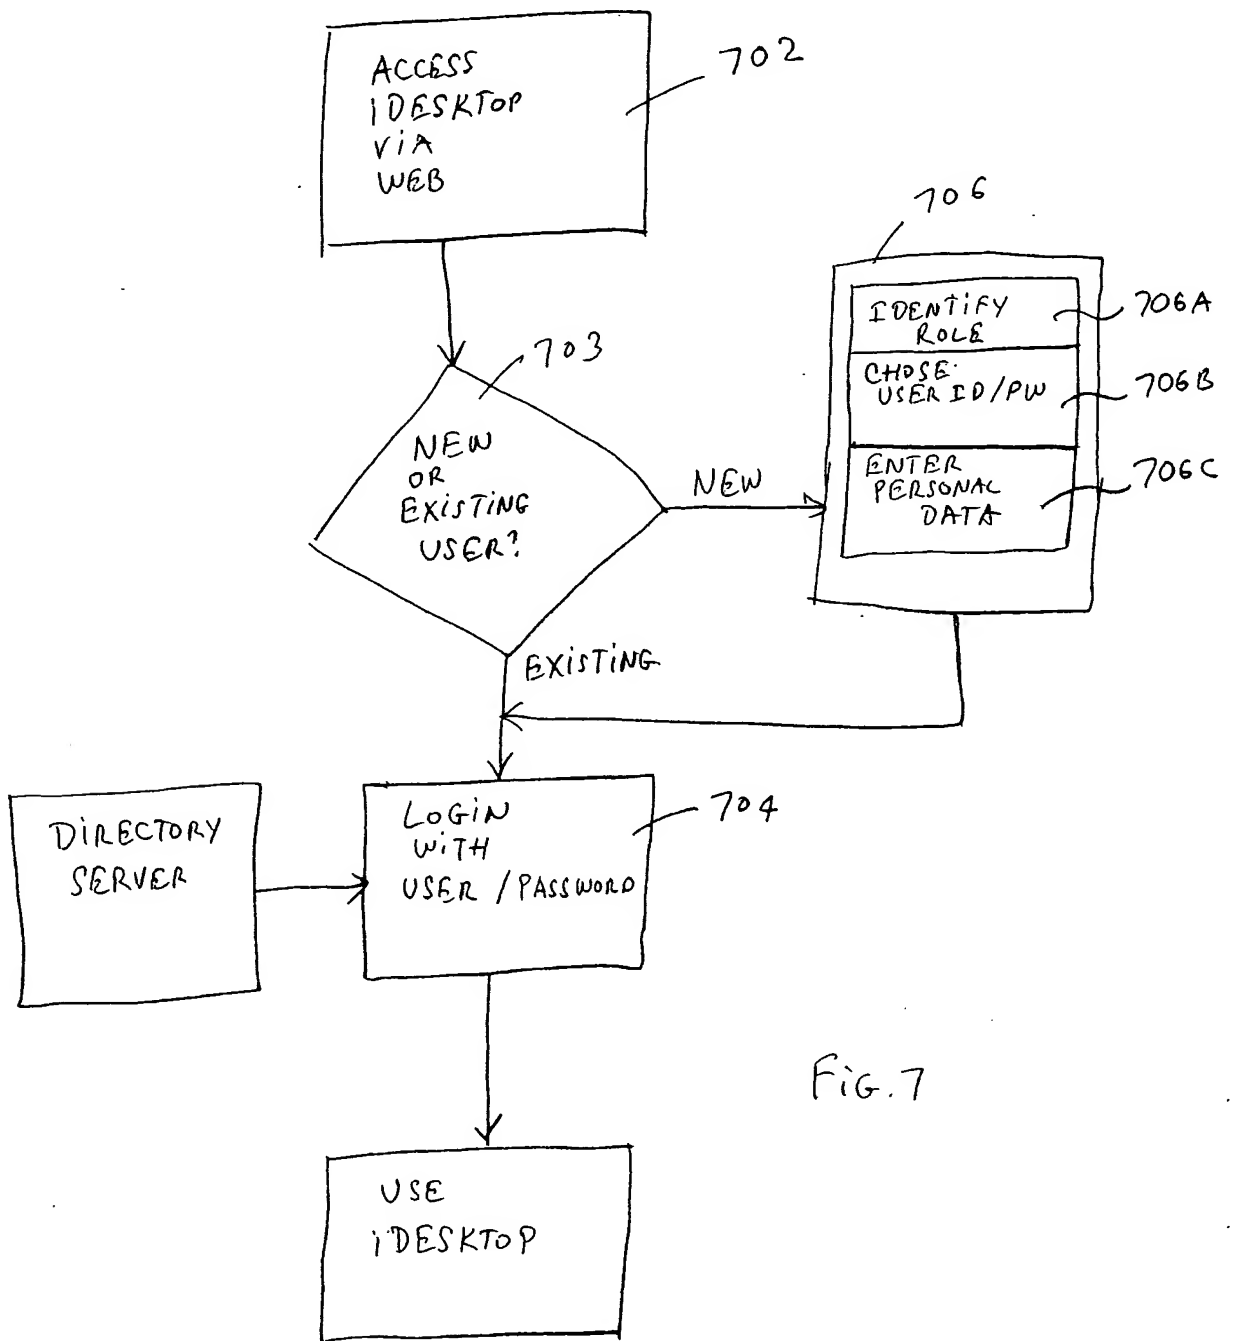 ACCESS
iDESKTOP
ViA
WEB
702
706
IDENTIFY
ROLE
706A
703
CHOSE
USER ID/PW
706B
NEW
OR
EXiSTiNG
USER?
NEW
ENTER
PERSONAL
DATA
706C
EXiSTiNG
DiRECTORY
SERVER
LOGiN
WiTH
USER / PASSWORD
704
FiG. 7
USE
iDESKTOP